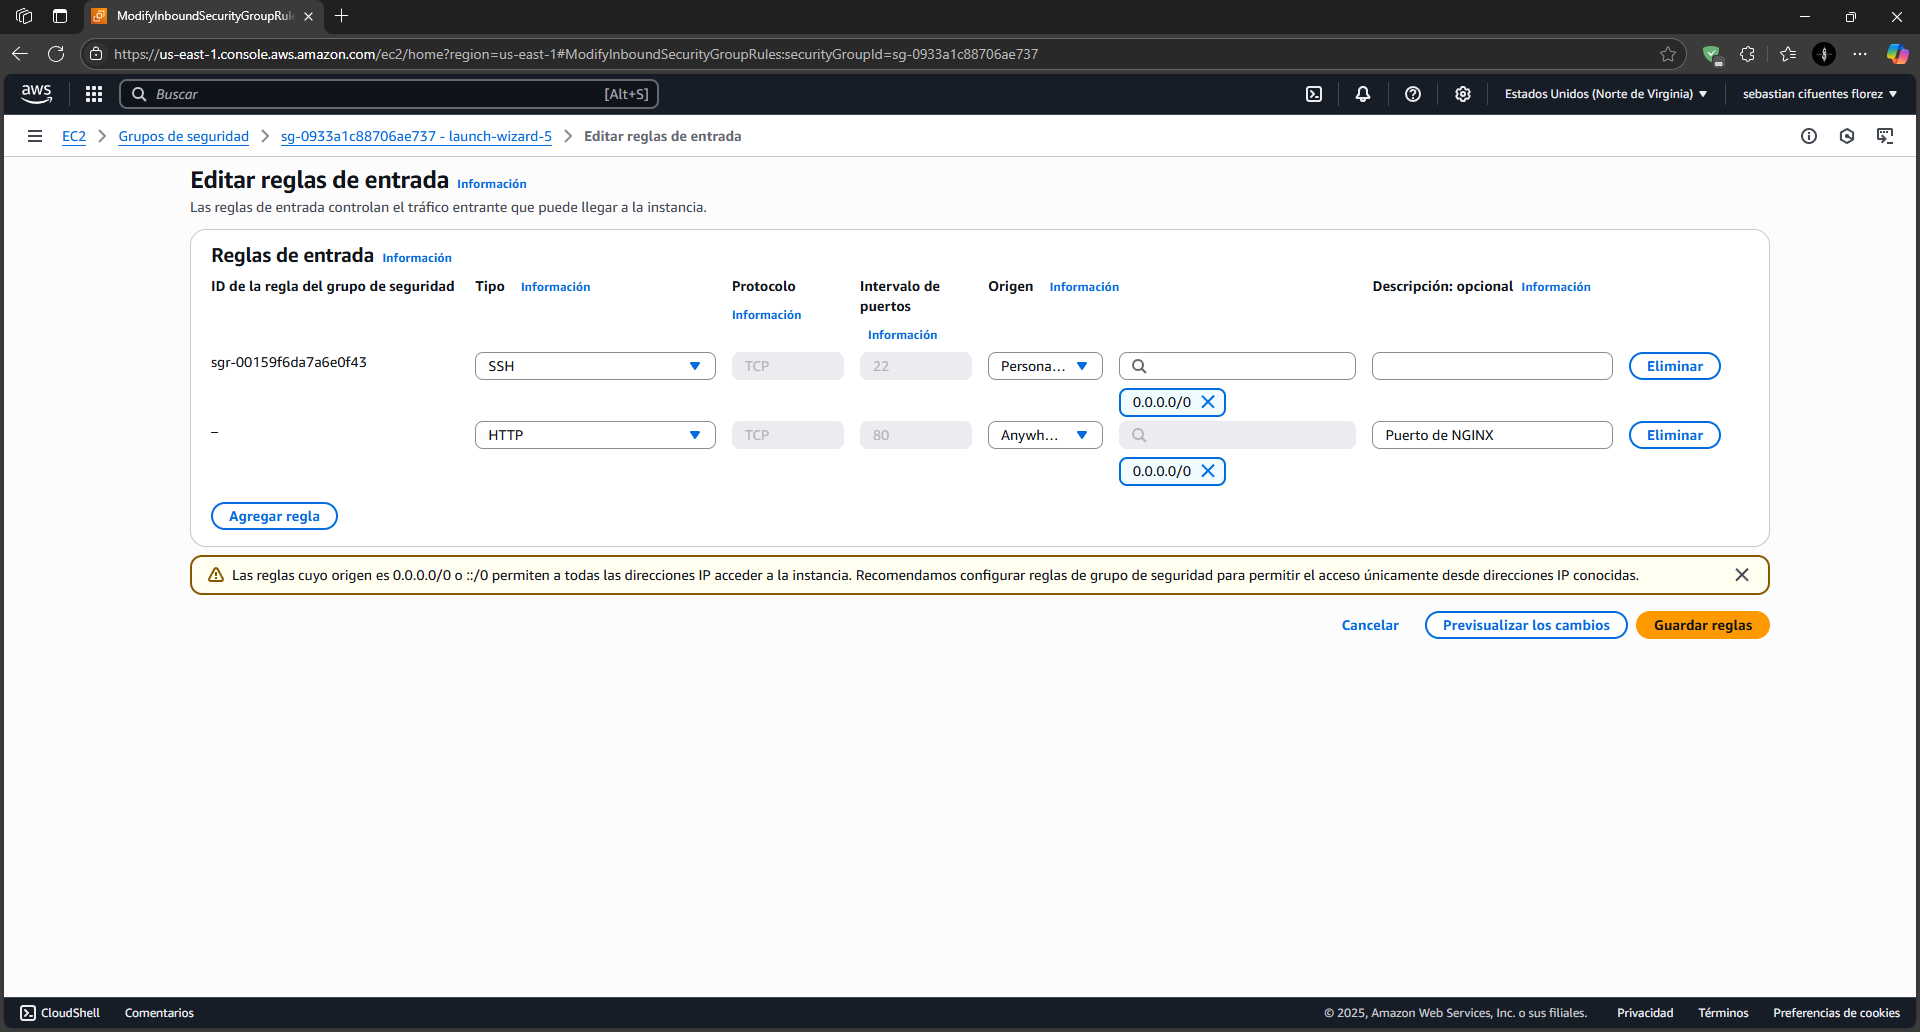 ModifyInboundSecurityGroupRul
https://us-east-1.console.aws.amazon.com/ec2/home?region=us-east-1#ModifyInboundSecurityGroupRules:securityGroupId=sg-0933a1c88706ae737
aws
Buscar
[Alt+S]
Estados Unidos (Norte de Virginia)
sebastian cifuentes florez
EC2
Grupos de seguridad
sg-0933a1c88706ae737 - launch-wizard-5
Editar reglas de entrada
Editar reglas de entrada Información
Las reglas de entrada controlan el tráfico entrante que puede llegar a la instancia.
Reglas de entrada Información
ID de la regla del grupo de seguridad
Tipo Información
Protocolo
Información
Intervalo de
puertos
Información
Origen Información
Descripción: opcional Información
sgr-00159f6da7a6e0f43
SSH
TCP
22
Persona...
Eliminar
0.0.0.0/0
–
HTTP
TCP
80
Anywh...
Puerto de NGINX
Eliminar
0.0.0.0/0
Agregar regla
Las reglas cuyo origen es 0.0.0.0/0 o ::/0 permiten a todas las direcciones IP acceder a la instancia. Recomendamos configurar reglas de grupo de seguridad para permitir el acceso únicamente desde direcciones IP conocidas.
Cancelar
Previsualizar los cambios
Guardar reglas
CloudShell
Comentarios
© 2025, Amazon Web Services, Inc. o sus filiales.
Privacidad
Términos
Preferencias de cookies